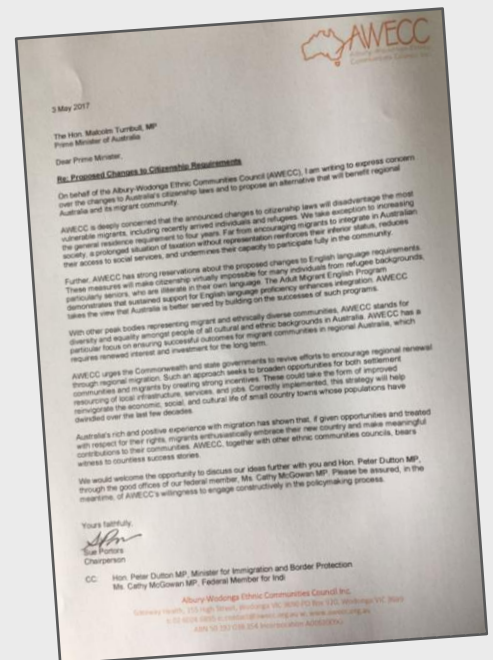 AWECC
Albury-Wodonga Ethnic
Communities Council Inc.
3 May 2017
The Hon. Malcolm Turnbull, MP
Prime Minister of Australia
Dear Prime Minister,
Re: Proposed Changes to Citizenship Requirements
On behalf of the Albury-Wodonga Ethnic Communities Council (AWECC), I am writing to express concern
over the changes to Australia's citizenship laws and to propose an alternative that will benefit regional
Australia and its migrant community.
AWECC is deeply concerned that the announced changes to citizenship laws will disadvantage the most
vulnerable migrants, including recently arrived individuals and refugees. We take exception to increasing
the general residence requirement to four years. Far from encouraging migrants to integrate in Australian
society, a prolonged situation of taxation without representation reinforces their inferior status, reduces
their access to social services, and undermines their capacity to participate fully in the community.
Further, AWECC has strong reservations about the proposed changes to English language requirements.
These measures will make citizenship virtually impossible for many individuals from refugee backgrounds,
particularly seniors, who are illiterate in their own language. The Adult Migrant English Program
demonstrates that sustained support for English language proficiency enhances integration. AWECC
takes the view that Australia is better served by building on the successes of such programs.
With other peak bodies representing migrant and ethnically diverse communities, AWECC stands for
diversity and equality amongst people of all cultural and ethnic backgrounds in Australia. AWECC has a
particular focus on ensuring successful outcomes for migrant communities in regional Australia, which
requires renewed interest and investment for the long term.
AWECC urges the Commonwealth and state governments to revive efforts to encourage regional renewal
through regional migration. Such an approach seeks to broaden opportunities for both settlement
communities and migrants by creating strong incentives. These could take the form of improved
resourcing of local infrastructure, services, and jobs. Correctly implemented, this strategy will help
reinvigorate the economic, social, and cultural life of small country towns whose populations have
dwindled over the last few decades.
Australia's rich and positive experience with migration has shown that, if given opportunities and treated
with respect for their rights, migrants enthusiastically embrace their new country and make meaningful
contributions to their communities. AWECC, together with other ethnic communities councils, bears
witness to countless success stories.
We would welcome the opportunity to discuss our ideas further with you and Hon. Peter Dutton MP,
through the good offices of our federal member, Ms. Cathy McGowan MP. Please be assured, in the
meantime, of AWECC's willingness to engage constructively in the policymaking process.
Yours faithfully,
Sue Portors
Chairperson
CC: Hon. Peter Dutton MP, Minister for Immigration and Border Protection
Ms. Cathy McGowan MP, Federal Member for Indi
Albury-Wodonga Ethnic Communities Council Inc.
Gateway Health, 155 High Street, Wodonga VIC 3690 PO Box 920, Wodonga VIC 3689